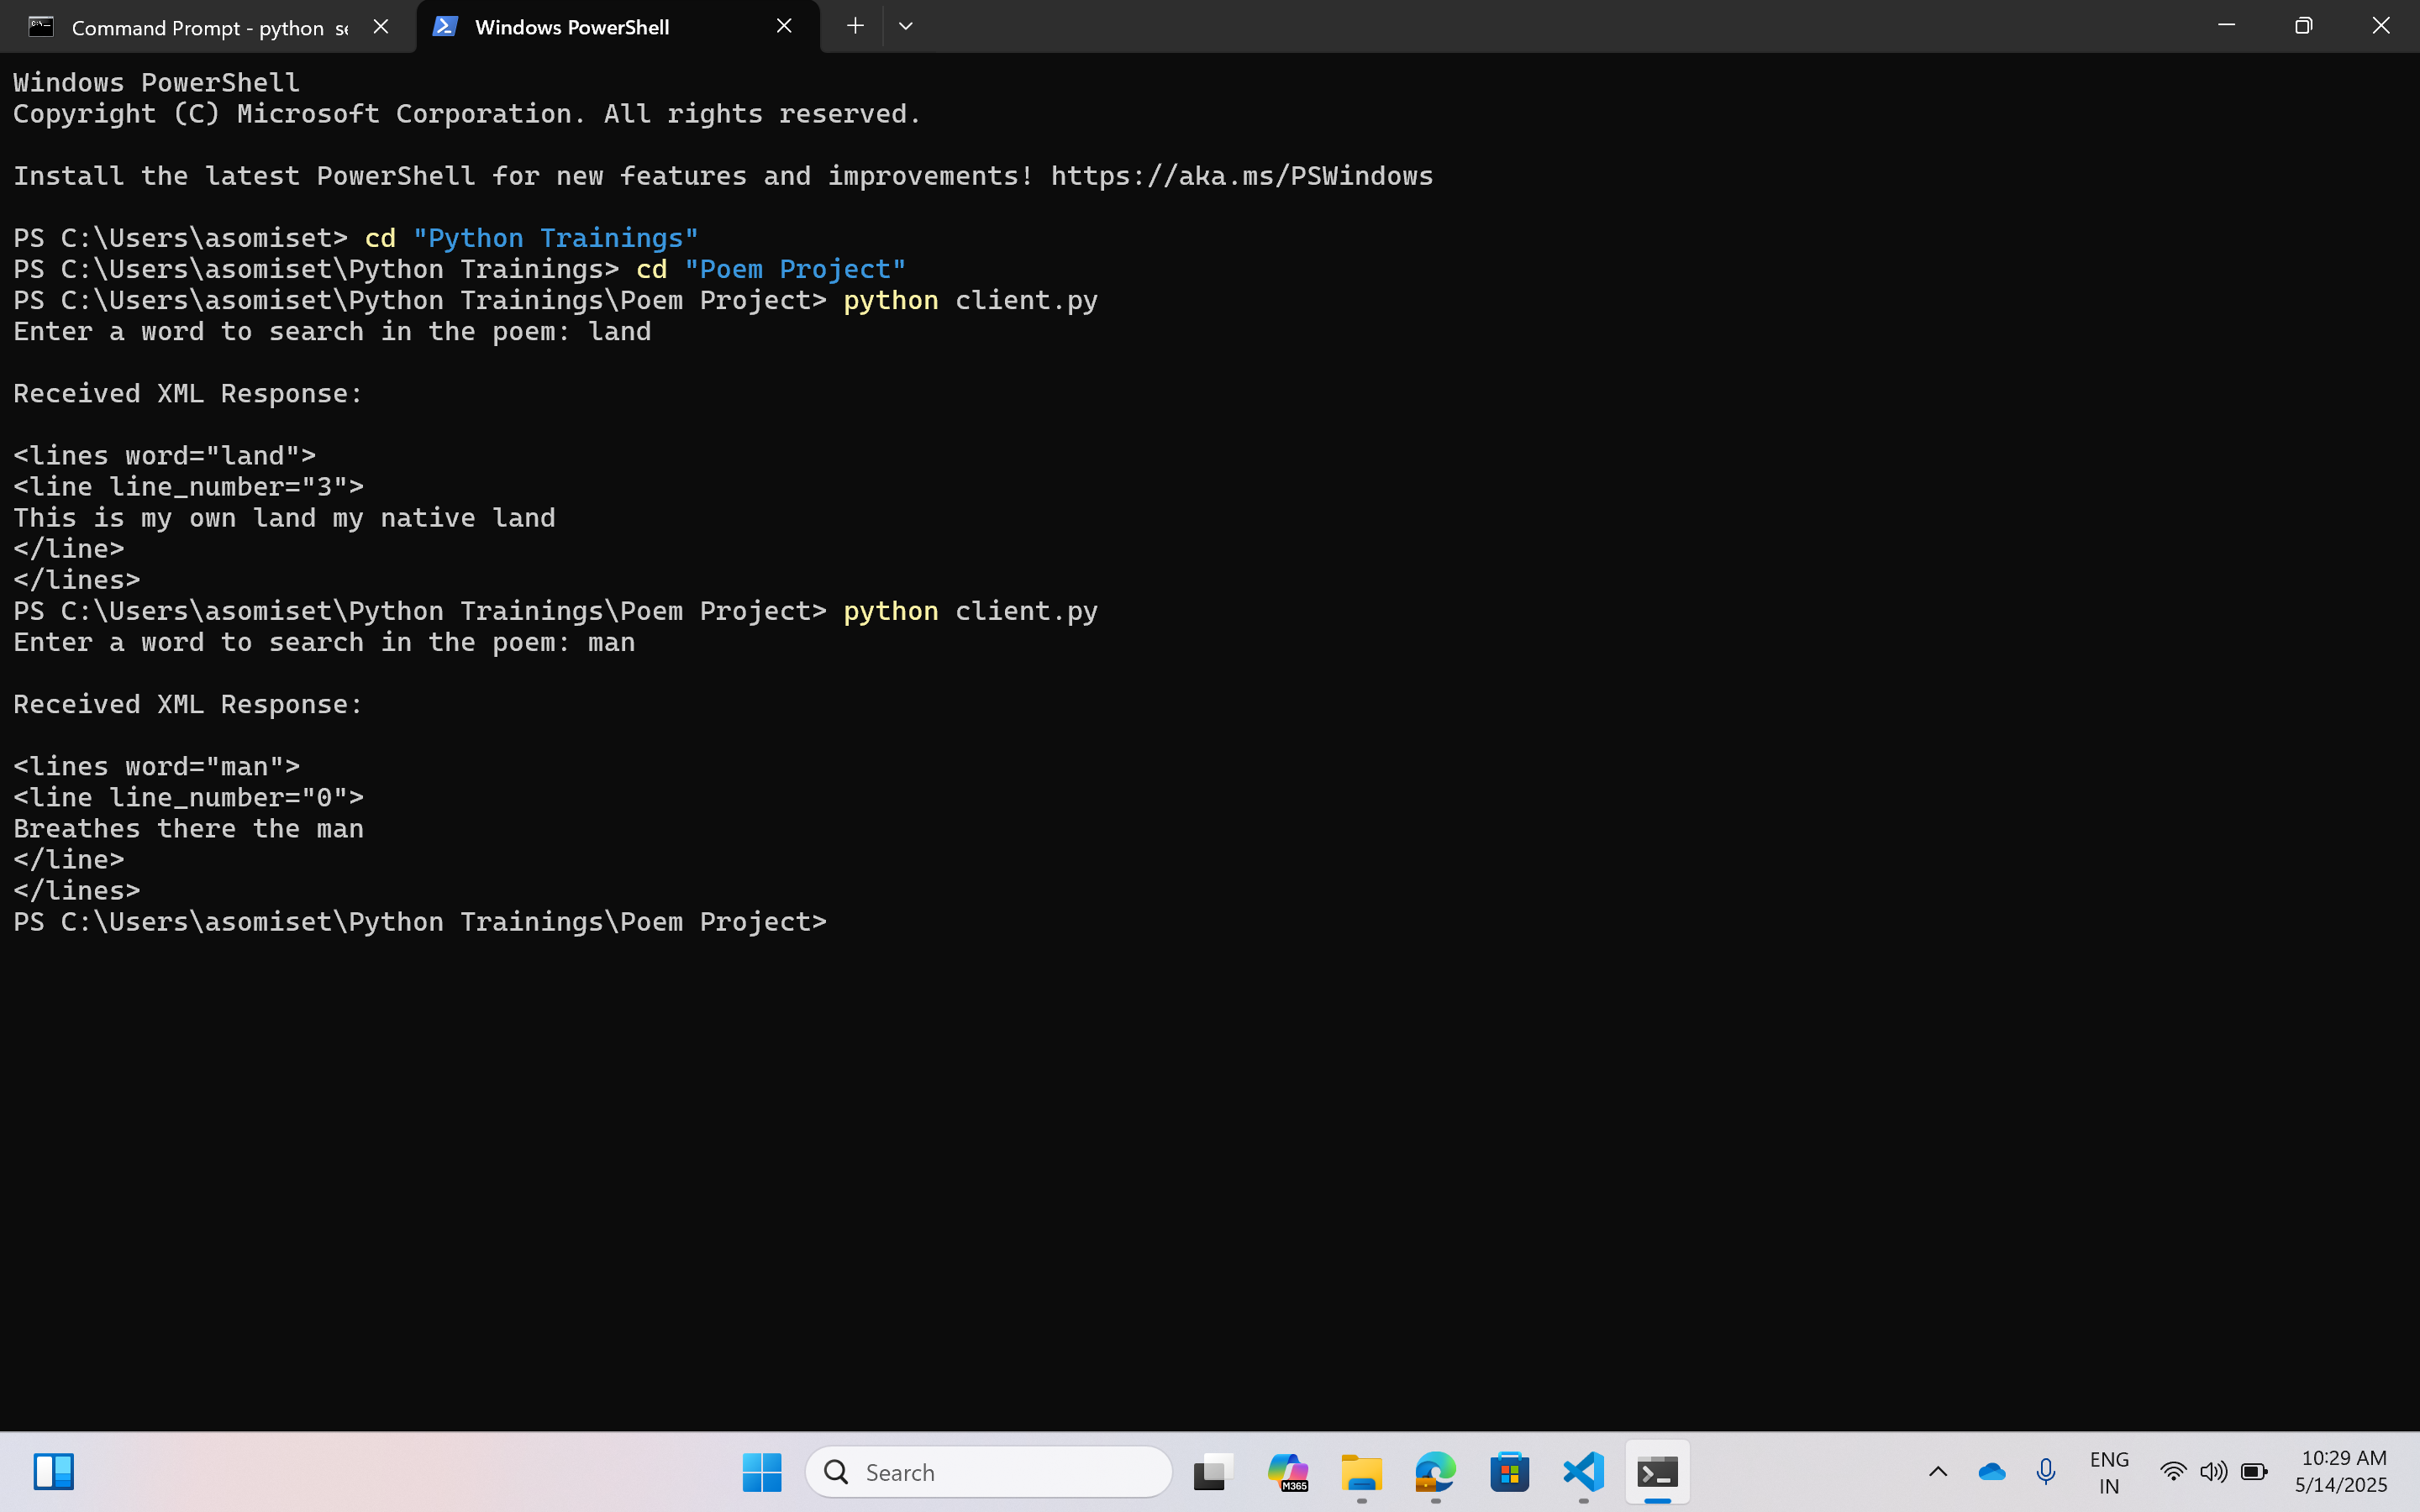 Command Prompt - python se
Windows PowerShell
Windows PowerShell
Copyright (C) Microsoft Corporation. All rights reserved.
Install the latest PowerShell for new features and improvements! https://aka.ms/PSWindows
PS C:\Users\asomiset> cd "Python Trainings"
PS C:\Users\asomiset\Python Trainings> cd "Poem Project"
PS C:\Users\asomiset\Python Trainings\Poem Project> python client.py
Enter a word to search in the poem: land
Received XML Response:
<lines word="land">
<line line_number="3">
This is my own land my native land
</line>
</lines>
PS C:\Users\asomiset\Python Trainings\Poem Project> python client.py
Enter a word to search in the poem: man
Received XML Response:
<lines word="man">
<line line_number="0">
Breathes there the man
</line>
</lines>
PS C:\Users\asomiset\Python Trainings\Poem Project>
Search
M365
ENG
IN
10:29 AM
5/14/2025